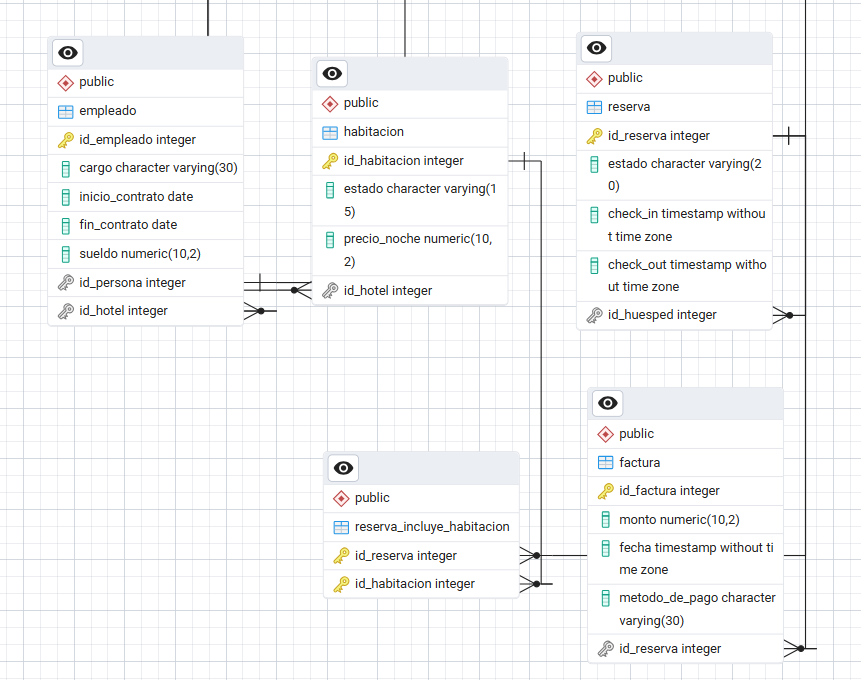 public
empleado
id_empleado integer
cargo character varying(30)
inicio_contrato date
fin_contrato date
sueldo numeric(10,2)
id_persona integer
id_hotel integer
public
habitacion
id_habitacion integer
estado character varying(1
5)
precio_noche numeric(10,
2)
id_hotel integer
public
reserva
id_reserva integer
estado character varying(2
0)
check_in timestamp withou
t time zone
check_out timestamp witho
ut time zone
id_huesped integer
public
reserva_incluye_habitacion
id_reserva integer
id_habitacion integer
public
factura
id_factura integer
monto numeric(10,2)
fecha timestamp without ti
me zone
metodo_de_pago character
varying(30)
id_reserva integer